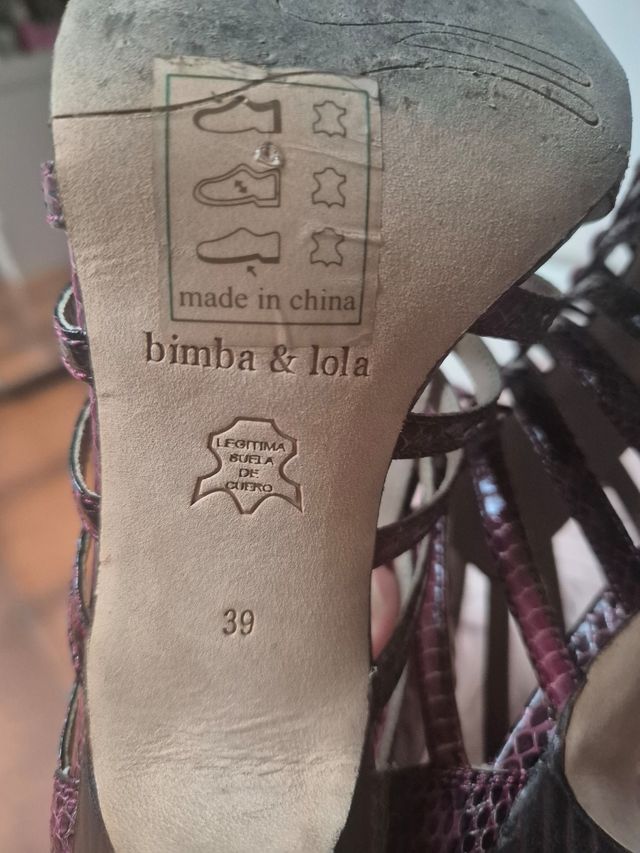 made in china
bimba & lola
LEGITIMA
SUELA
DE
CUERO
39